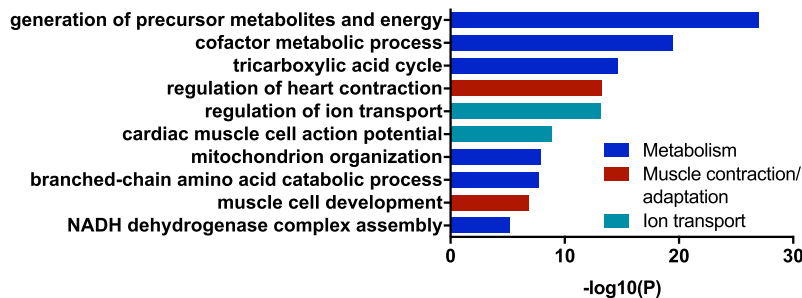 generation of precursor metabolites and energy
cofactor metabolic process
tricarboxylic acid cycle
regulation of heart contraction
regulation of ion transport
cardiac muscle cell action potential
mitochondrion organization
branched-chain amino acid catabolic process
muscle cell development
NADH dehydrogenase complex assembly
Metabolism
Muscle contraction/
adaptation
Ion transport
0 10 20 30
-log10(P)